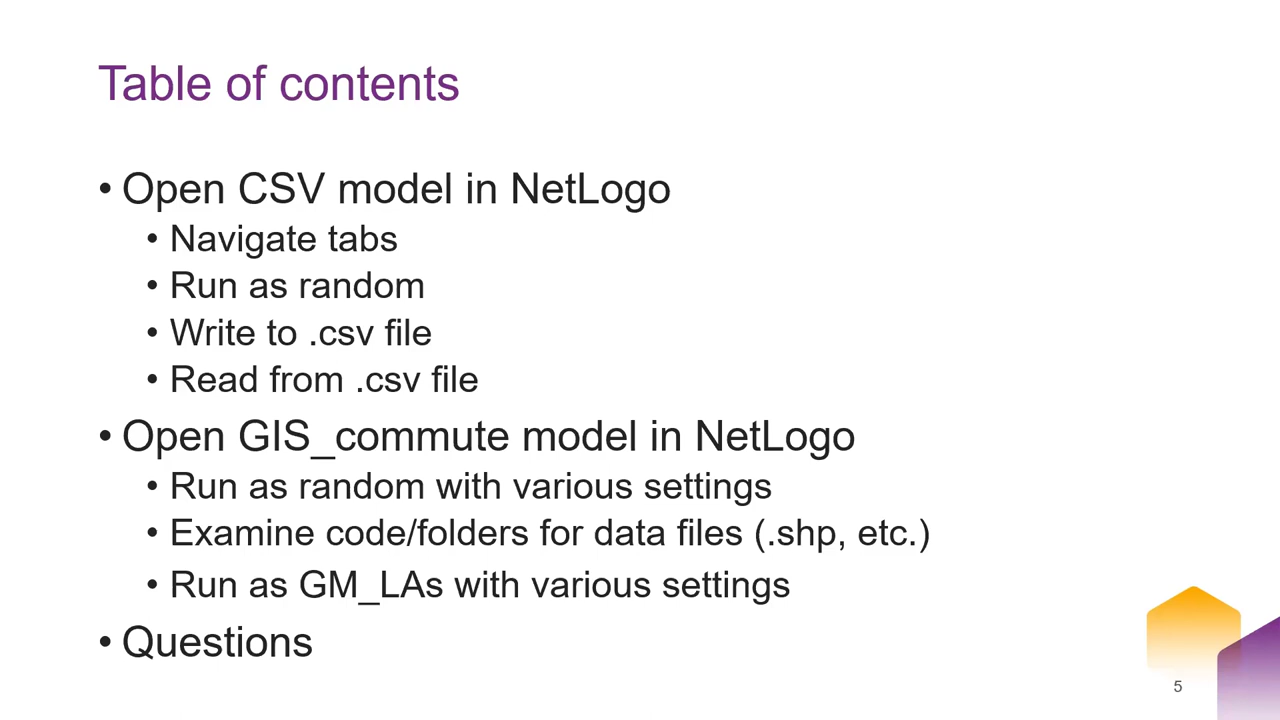 Table of contents
• Open CSV model in NetLogo
• Navigate tabs
• Run as random
• Write to .csv file
• Read from .csv file
• Open GIS_commute model in NetLogo
• Run as random with various settings
• Examine code/folders for data files (.shp, etc.)
• Run as GM_LAs with various settings
• Questions
5